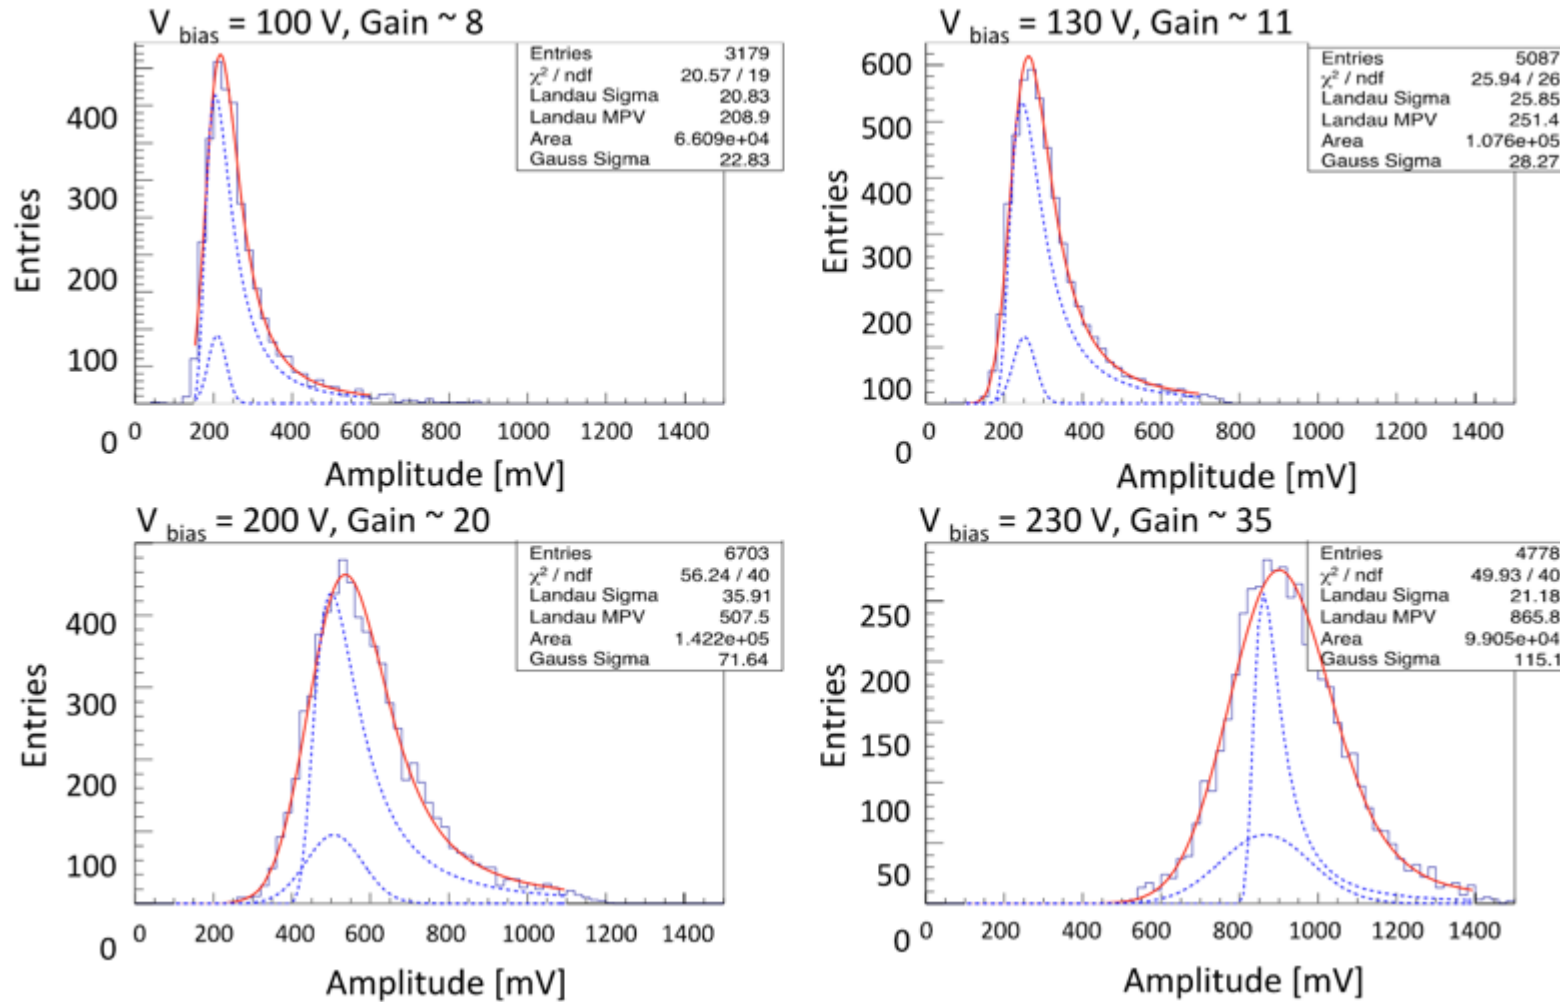 V bias = 100 V, Gain ~ 8
Entries 3179
χ² / ndf 20.57 / 19
Landau Sigma 20.83
Landau MPV 208.9
Area 6.609e+04
Gauss Sigma 22.83
Entries
400
300
200
100
0
0 200 400 600 800 1000 1200 1400
Amplitude [mV]
V bias = 130 V, Gain ~ 11
Entries 5087
χ² / ndf 25.94 / 26
Landau Sigma 25.85
Landau MPV 251.4
Area 1.076e+05
Gauss Sigma 28.27
Entries
600
500
400
300
200
100
0
0 200 400 600 800 1000 1200 1400
Amplitude [mV]
V bias = 200 V, Gain ~ 20
Entries 6703
χ² / ndf 56.24 / 40
Landau Sigma 35.91
Landau MPV 507.5
Area 1.422e+05
Gauss Sigma 71.64
Entries
400
300
200
100
0
0 200 400 600 800 1000 1200 1400
Amplitude [mV]
V bias = 230 V, Gain ~ 35
Entries 4778
χ² / ndf 49.93 / 40
Landau Sigma 21.18
Landau MPV 865.8
Area 9.905e+04
Gauss Sigma 115.1
Entries
250
200
150
100
50
0
0 200 400 600 800 1000 1200 1400
Amplitude [mV]